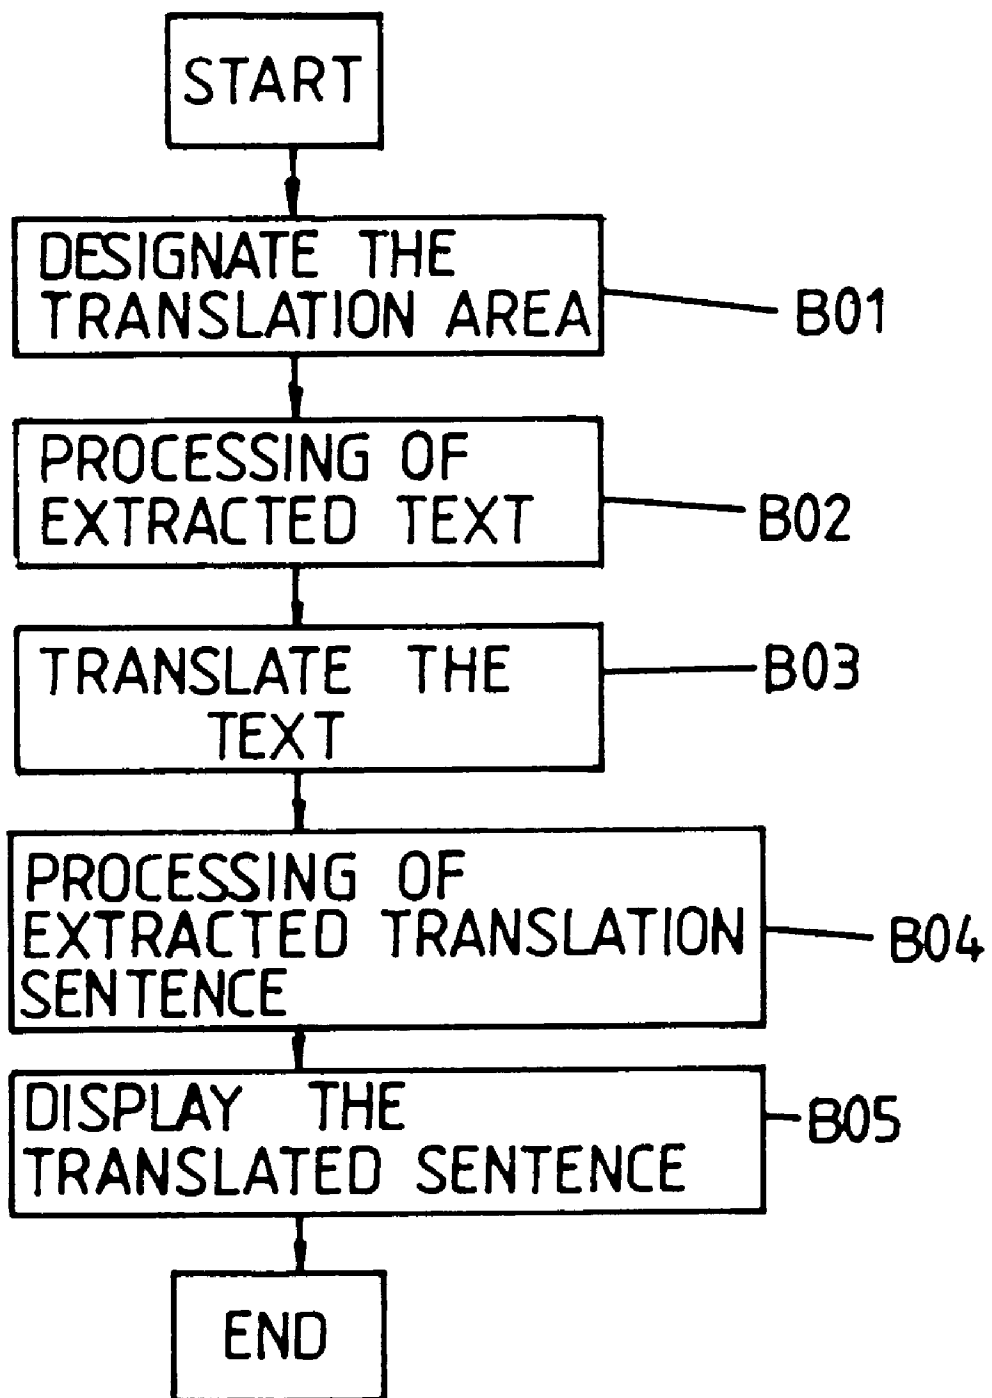 START
DESIGNATE THE
TRANSLATION AREA
B01
PROCESSING OF
EXTRACTED TEXT
B02
TRANSLATE THE
TEXT
B03
PROCESSING OF
EXTRACTED TRANSLATION
SENTENCE
B04
DISPLAY THE
TRANSLATED SENTENCE
B05
END